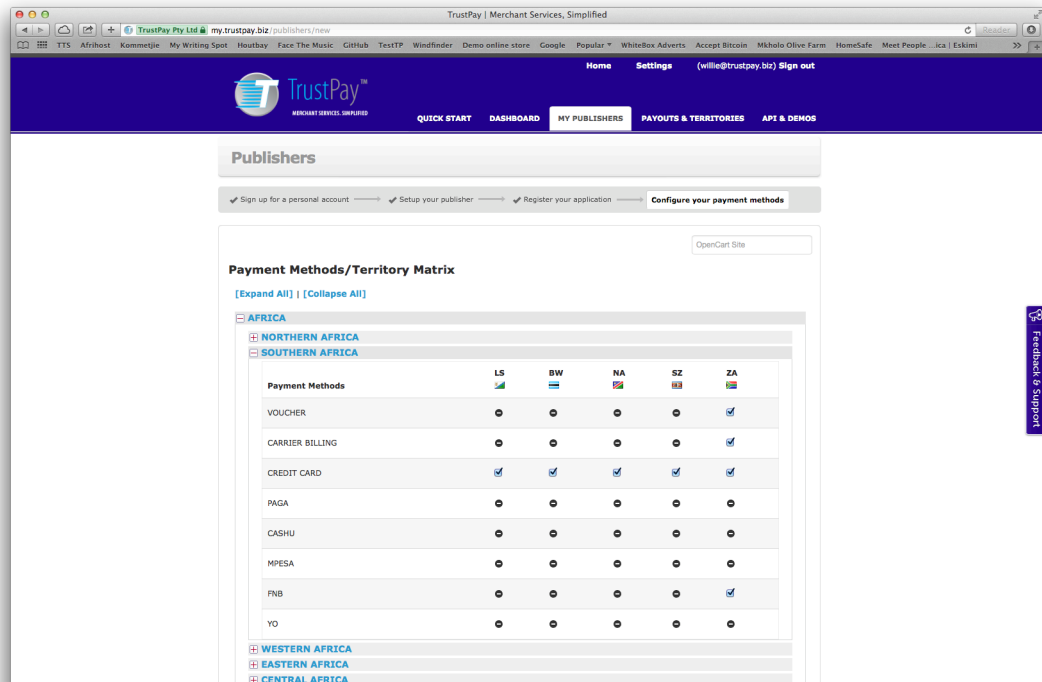 TrustPay | Merchant Services, Simplified
TrustPay Pty Ltd my.trustpay.biz/publishers/new Reader
TTS Afrihost Kommetjie My Writing Spot Houtbay Face The Music GitHub TestTP Windfinder Demo online store Google Popular WhiteBox Adverts Accept Bitcoin Mkholo Olive Farm HomeSafe Meet People ...ica | Eskimi
Home Settings (willie@trustpay.biz) Sign out
TrustPay™
MERCHANT SERVICES. SIMPLIFIED
QUICK START DASHBOARD MY PUBLISHERS PAYOUTS & TERRITORIES API & DEMOS
Publishers
Sign up for a personal account Setup your publisher Register your application Configure your payment methods
OpenCart Site
Payment Methods/Territory Matrix
[Expand All] | [Collapse All]
AFRICA
NORTHERN AFRICA
SOUTHERN AFRICA
Payment Methods LS BW NA SZ ZA
VOUCHER
CARRIER BILLING
CREDIT CARD
PAGA
CASHU
MPESA
FNB
YO
WESTERN AFRICA
EASTERN AFRICA
CENTRAL AFRICA
Feedback & Support